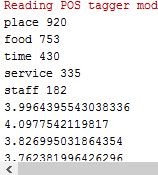 Reading POS tagger mod
place 920
food 753
time 430
service 335
staff 182
3.9964395543038336
4.0977542119817
3.826995031864354
3.762381996426296